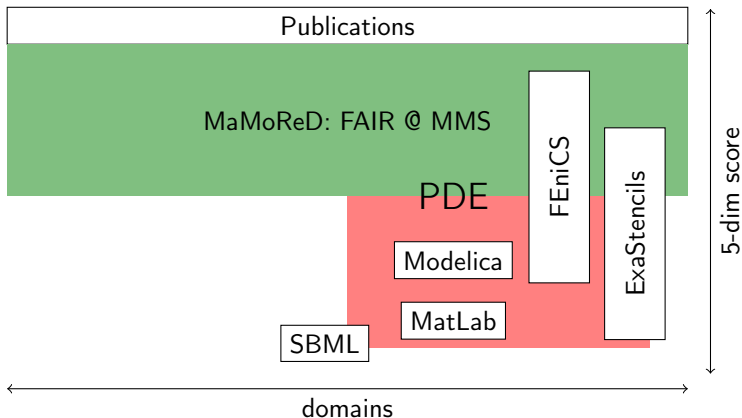 Publications
MaMoReD: FAIR @ MMS
PDE
FEniCS
ExaStencils
5-dim score
Modelica
MatLab
SBML
domains